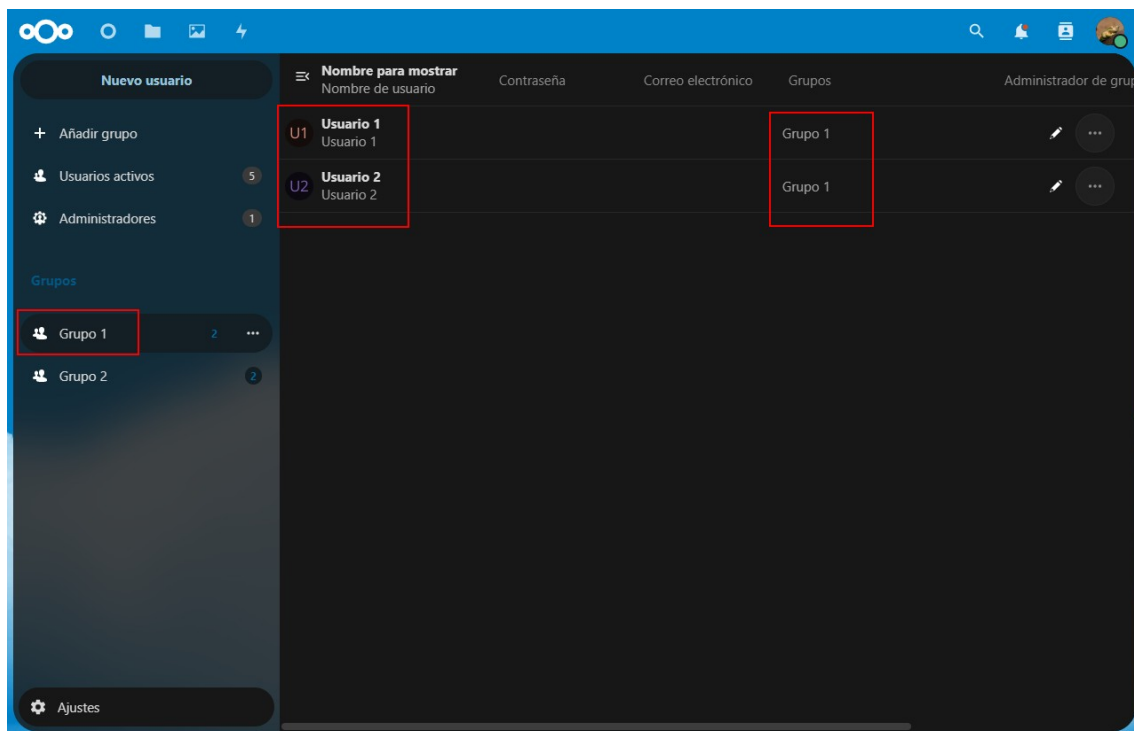 Nuevo usuario
Nombre para mostrar
Nombre de usuario
Contraseña
Correo electrónico
Grupos
Administrador de grup
Añadir grupo
Usuarios activos 5
Administradores 1
Grupos
Grupo 1 2
Grupo 2 2
U1
Usuario 1
Usuario 1
Grupo 1
U2
Usuario 2
Usuario 2
Grupo 1
Ajustes